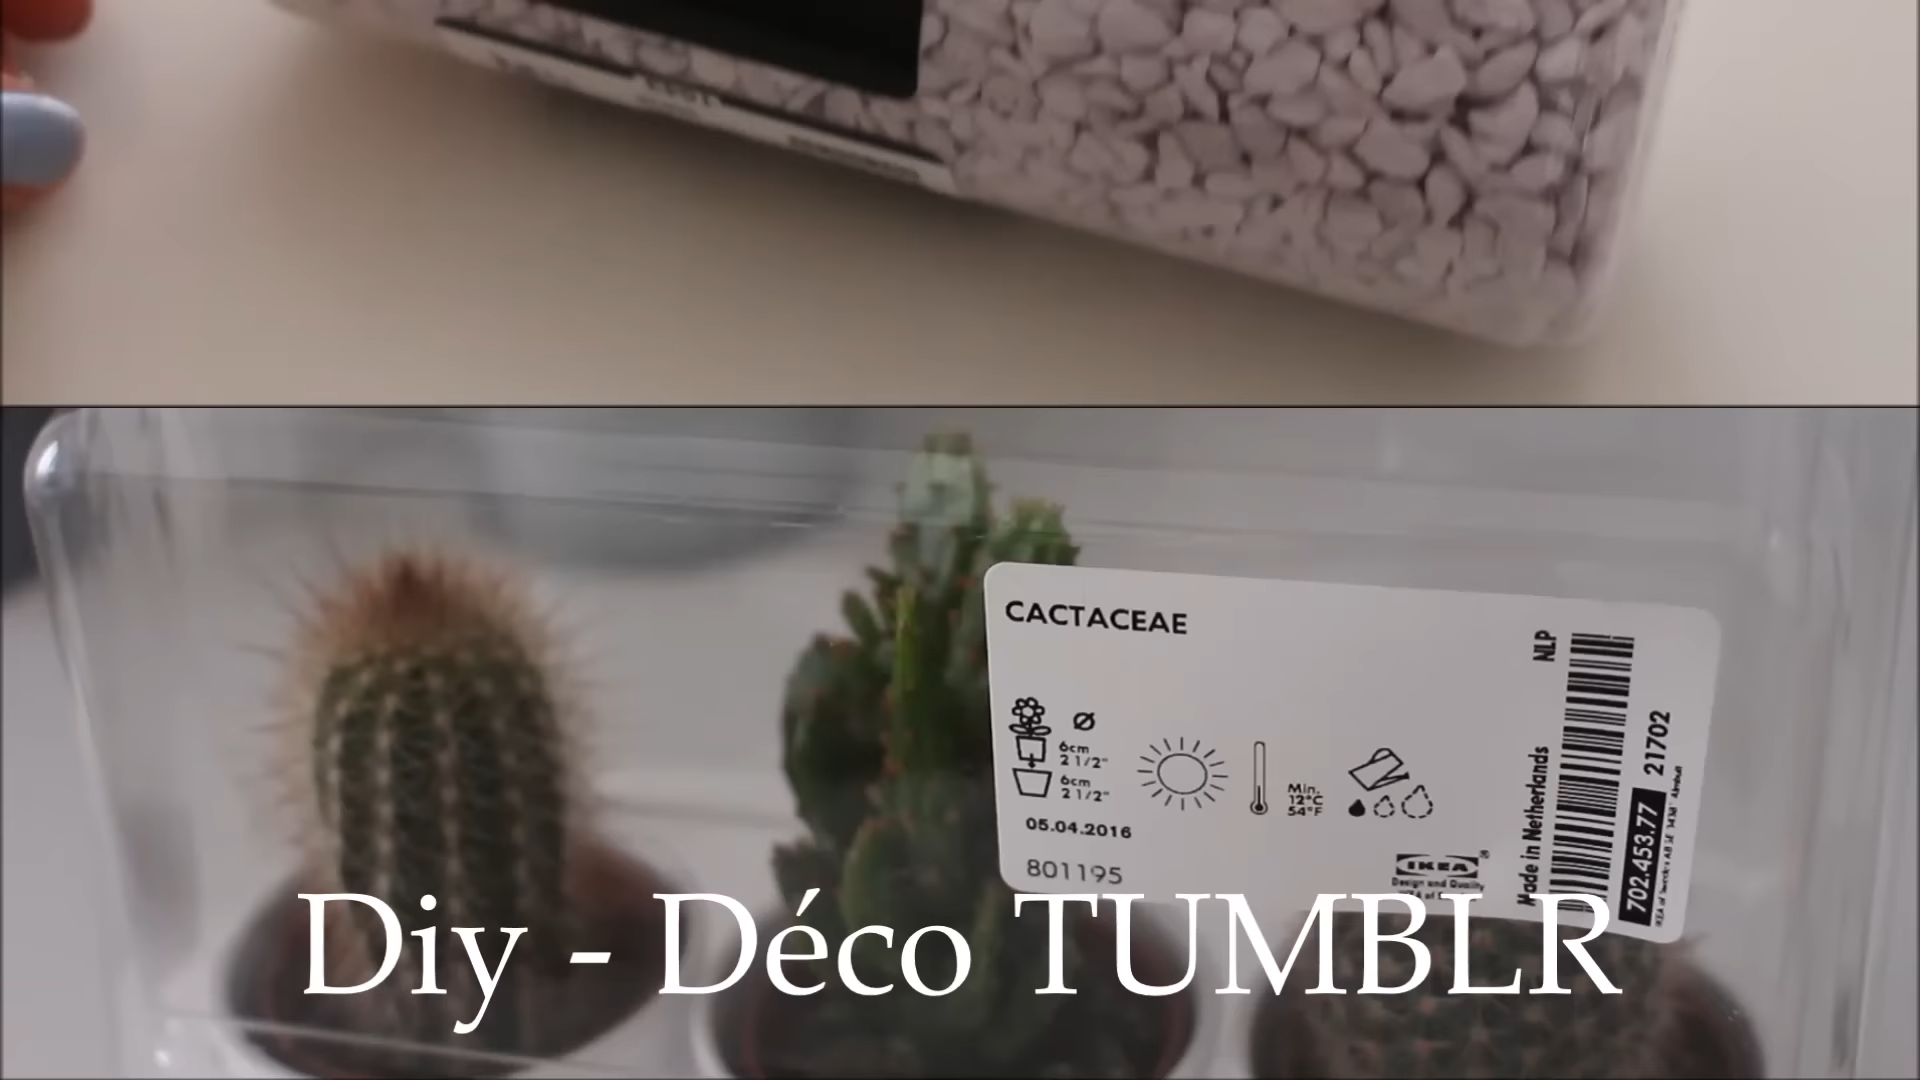 CACTACEAE
Ø
6cm
2 1/2"
6cm
2 1/2"
Min.
12°C
54°F
05.04.2016
801195
IKEA
®
Design and Quality
Made in Netherlands
NLP
702.453.77
21702
Diy - Déco TUMBLR